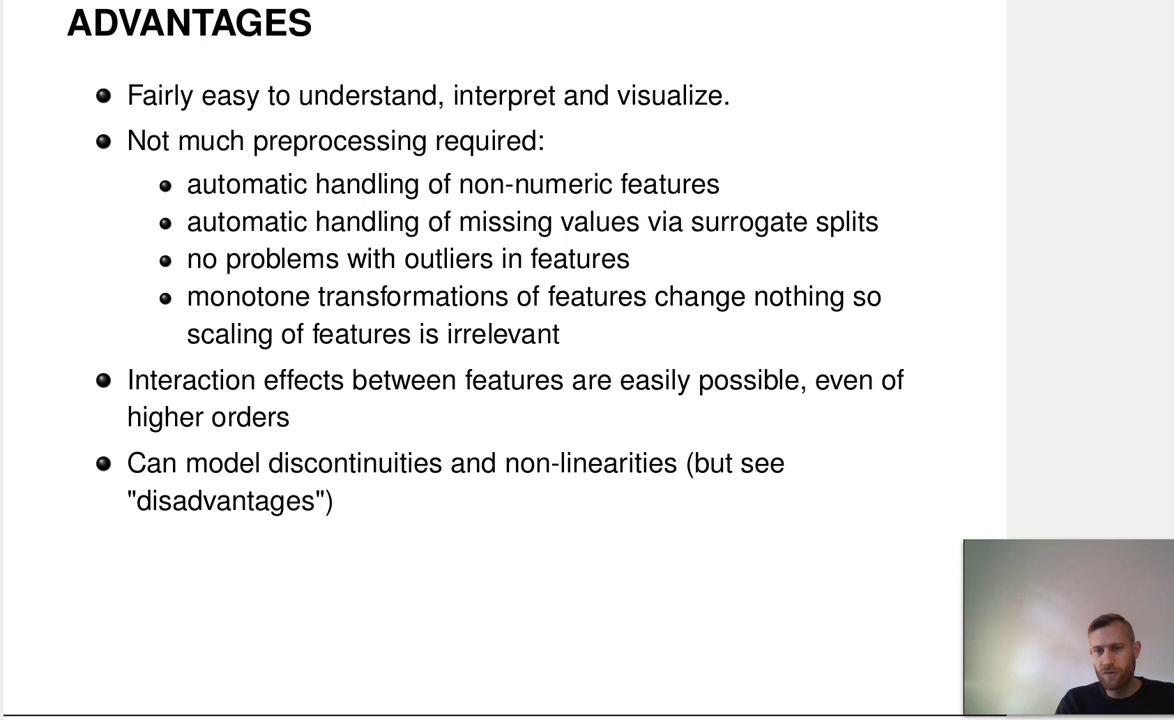 ADVANTAGES
Fairly easy to understand, interpret and visualize.
Not much preprocessing required:
automatic handling of non-numeric features
automatic handling of missing values via surrogate splits
no problems with outliers in features
monotone transformations of features change nothing so
scaling of features is irrelevant
Interaction effects between features are easily possible, even of
higher orders
Can model discontinuities and non-linearities (but see
"disadvantages")